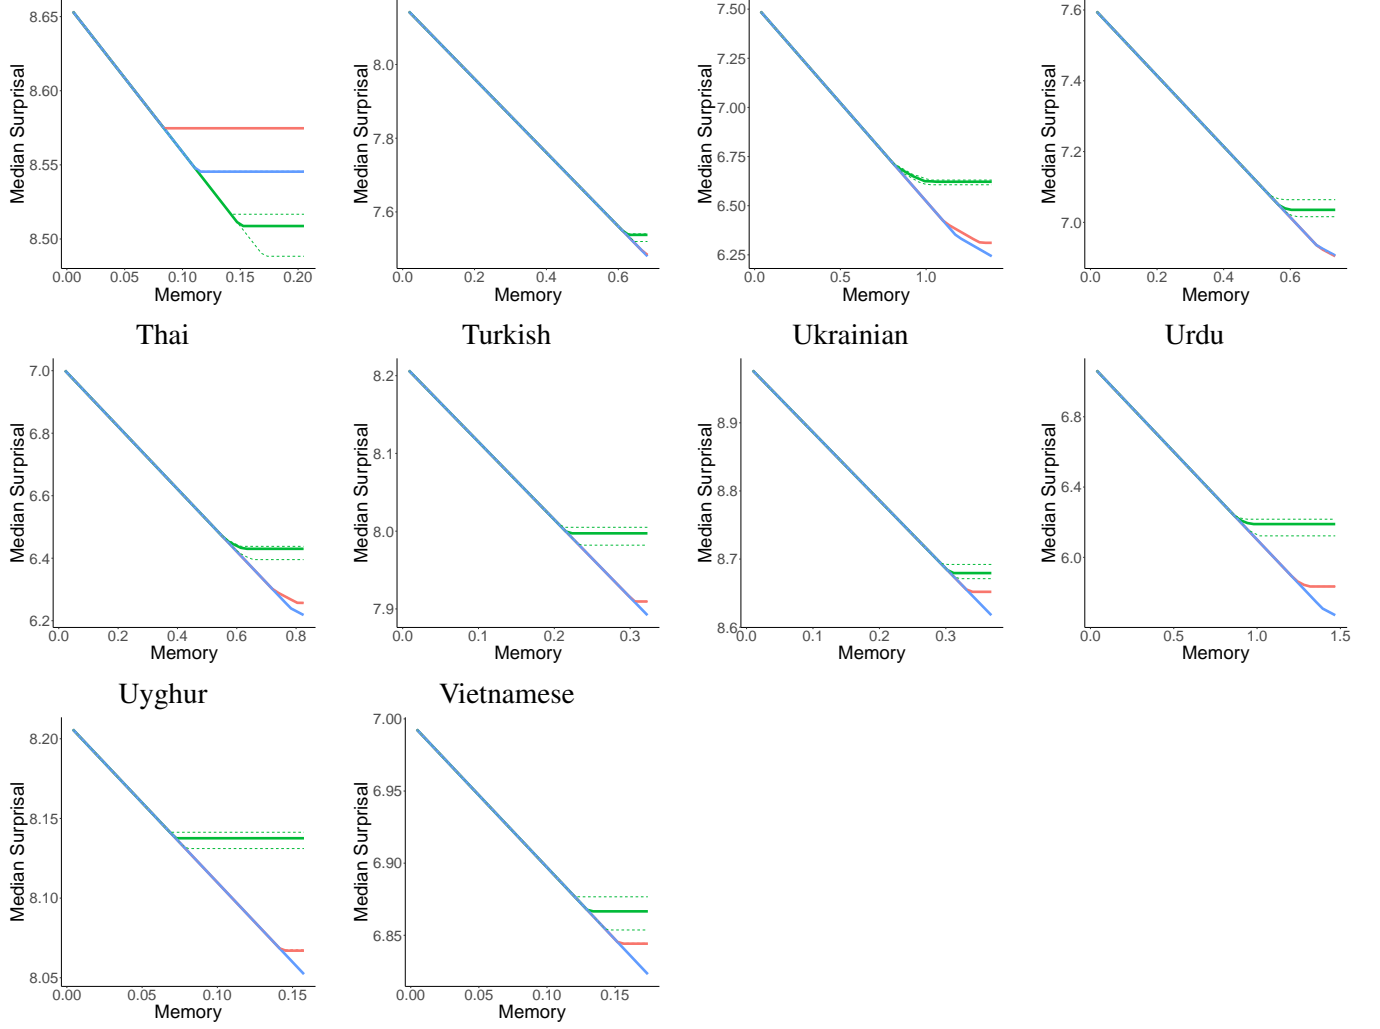 8.65
8.60
8.55
8.50
Median Surprisal
0.00 0.05 0.10 0.15 0.20
Memory
8.0
7.8
7.6
Median Surprisal
0.0 0.2 0.4 0.6
Memory
7.50
7.25
7.00
6.75
6.50
6.25
Median Surprisal
0.0 0.5 1.0
Memory
7.6
7.4
7.2
7.0
Median Surprisal
0.0 0.2 0.4 0.6
Memory
Thai Turkish Ukrainian Urdu
7.0
6.8
6.6
6.4
6.2
Median Surprisal
0.0 0.2 0.4 0.6 0.8
Memory
8.2
8.1
8.0
7.9
Median Surprisal
0.0 0.1 0.2 0.3
Memory
8.9
8.8
8.7
8.6
Median Surprisal
0.0 0.1 0.2 0.3
Memory
6.8
6.4
6.0
Median Surprisal
0.0 0.5 1.0 1.5
Memory
Uyghur Vietnamese
8.20
8.15
8.10
8.05
Median Surprisal
0.00 0.05 0.10 0.15
Memory
7.00
6.95
6.90
6.85
Median Surprisal
0.00 0.05 0.10 0.15
Memory